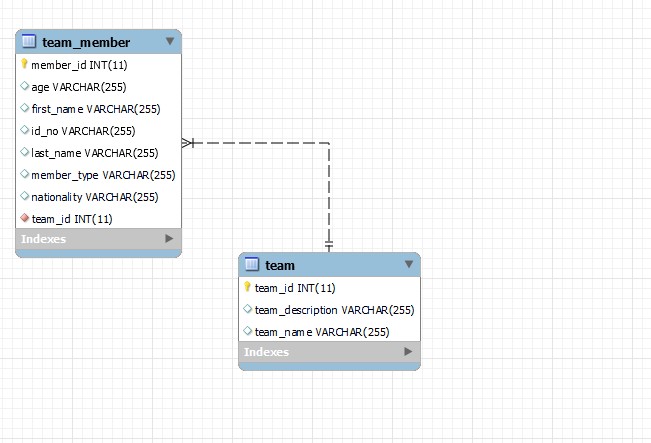 team_member
member_id INT(11)
age VARCHAR(255)
first_name VARCHAR(255)
id_no VARCHAR(255)
last_name VARCHAR(255)
member_type VARCHAR(255)
nationality VARCHAR(255)
team_id INT(11)
Indexes
team
team_id INT(11)
team_description VARCHAR(255)
team_name VARCHAR(255)
Indexes